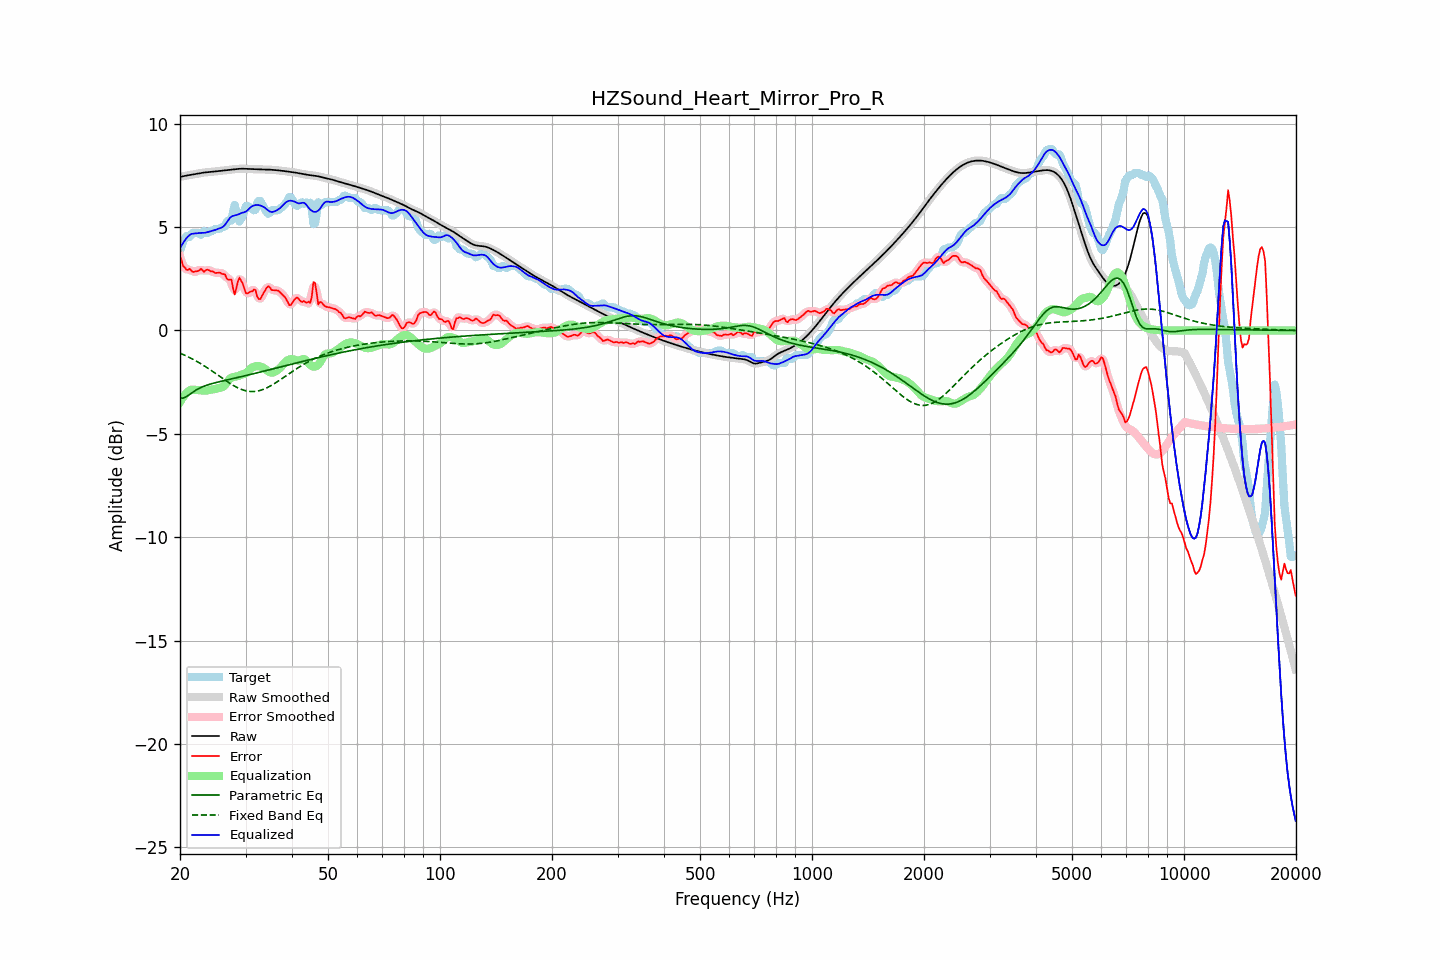 HZSound_Heart_Mirror_Pro_R
10
5
0
−5
−10
−15
−20
−25
Amplitude (dBr)
Target
Raw Smoothed
Error Smoothed
Raw
Error
Equalization
Parametric Eq
Fixed Band Eq
Equalized
20 50 100 200 500 1000 2000 5000 10000 20000
Frequency (Hz)